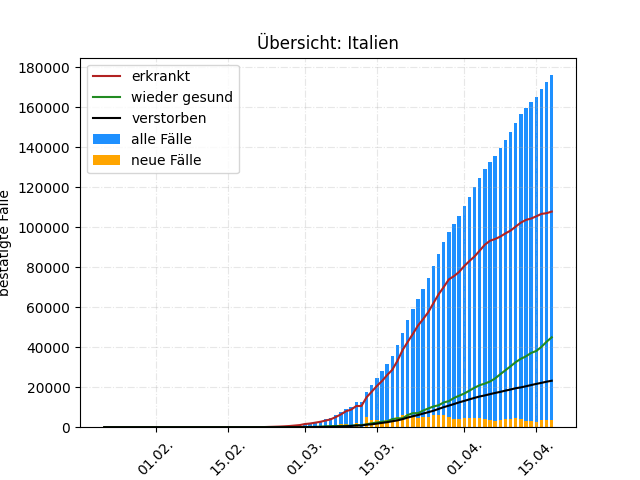 Übersicht: Italien
erkrankt
wieder gesund
verstorben
alle Fälle
neue Fälle
bestätigte Fälle
180000
160000
140000
120000
100000
80000
60000
40000
20000
0
01.02.
15.02.
01.03.
15.03.
01.04.
15.04.